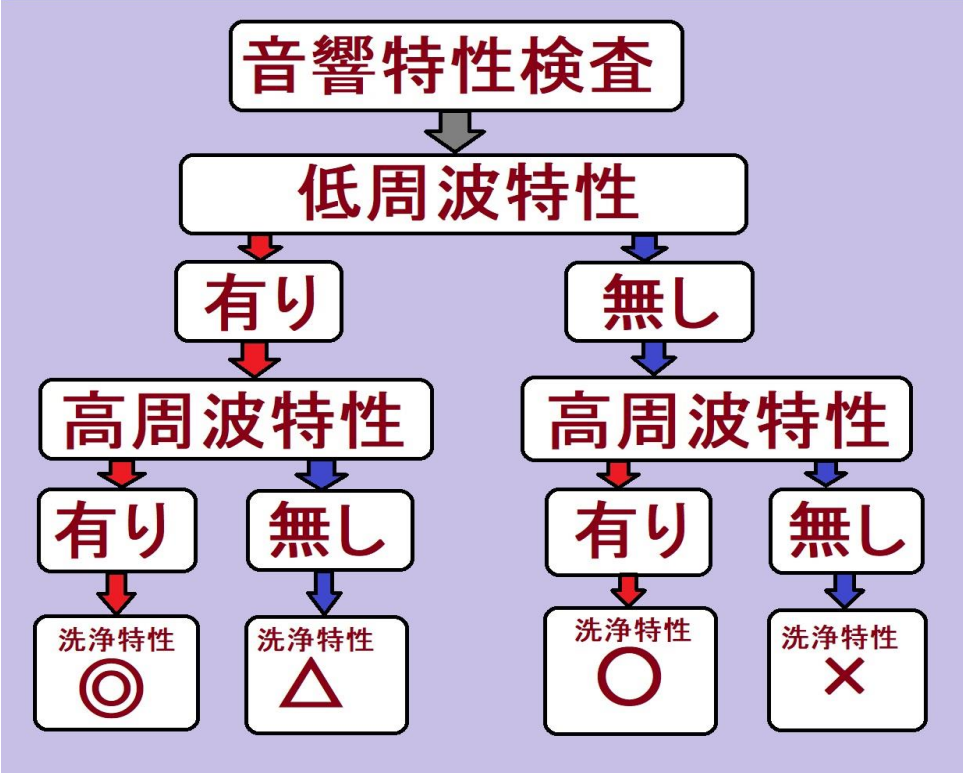 音響特性検査
低周波特性
有り
無し
高周波特性
高周波特性
有り
無し
有り
無し
洗浄特性
◎
洗浄特性
△
洗浄特性
○
洗浄特性
×